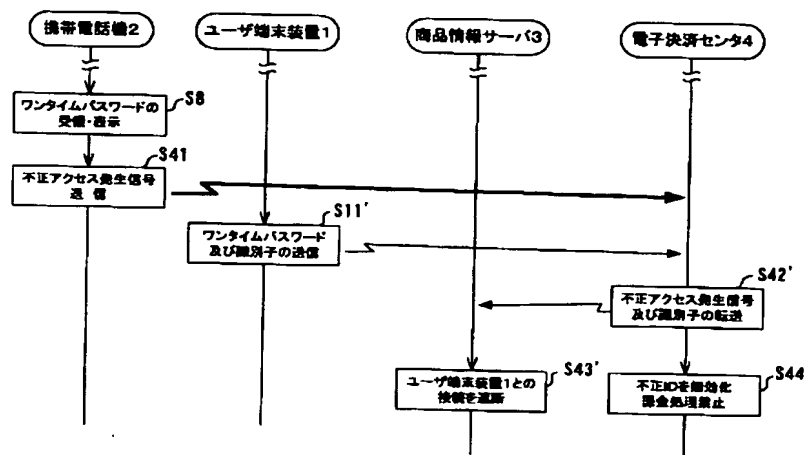 携帯電話機2
ユーザ端末装置1
商品情報サーバ3
電子決済センタ4
ワンタイムパスワードの
受信・表示
S8
不正アクセス発生信号
送 信
S41
ワンタイムパスワード
及び識別子の送信
S11'
不正アクセス発生信号
及び識別子の転送
S42'
ユーザ端末装置1との
接続を遮断
S43'
不正IDを無効化
課金処理禁止
S44